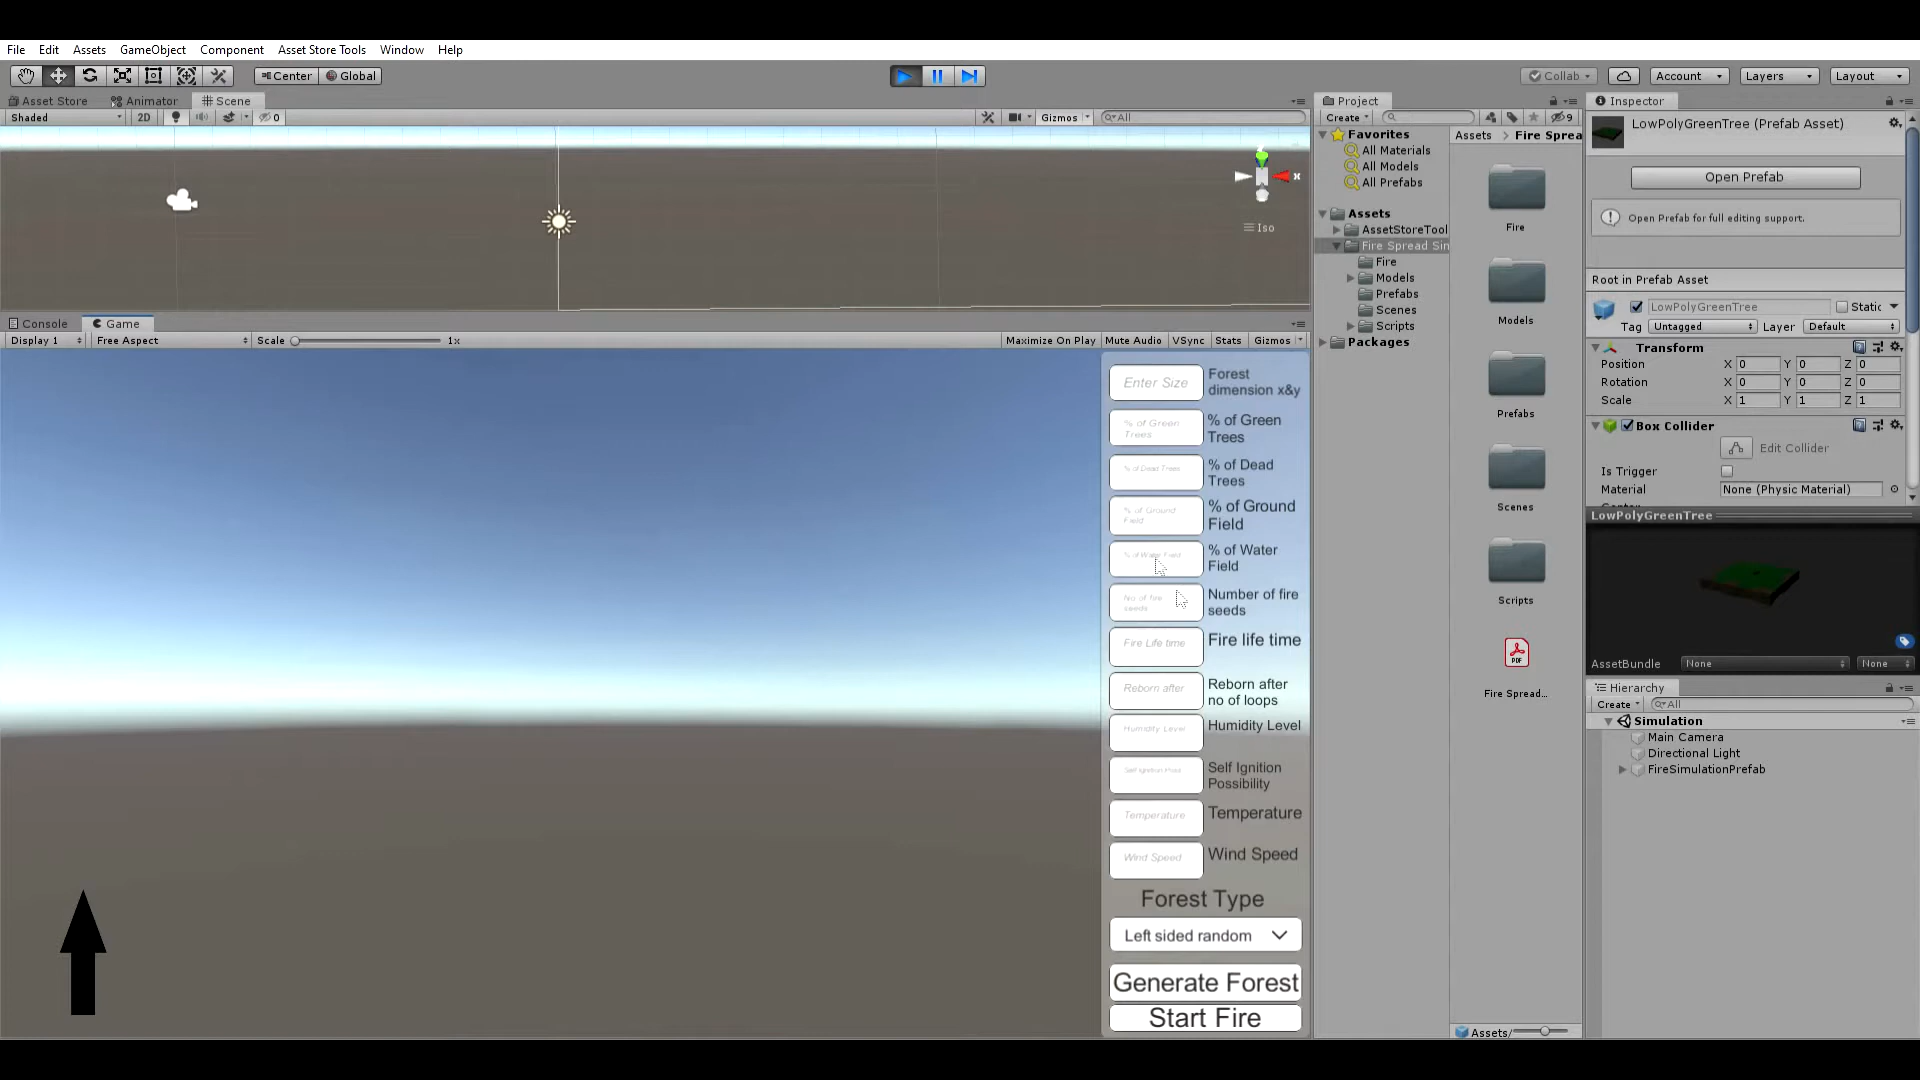 File Edit Assets GameObject Component Asset Store Tools Window Help
Center Global
Collab Account Layers Layout
Asset Store Animator Scene
Shaded 2D 0 Gizmos All
x
Iso
Console Game
Display 1 Free Aspect Scale 1x Maximize On Play Mute Audio VSync Stats Gizmos
Enter Size Forest dimension x&y
% of Green Trees % of Green Trees
% of Dead Trees % of Dead Trees
% of Ground Field % of Ground Field
% of Water Field % of Water Field
No of fire seeds Number of fire seeds
Fire Life time Fire life time
Reborn after Reborn after no of loops
Humidity Level Humidity Level
Self Ignition Poss Self Ignition Possibility
Temperature Temperature
Wind Speed Wind Speed
Forest Type
Left sided random
Generate Forest
Start Fire
Project
Create 9
Favorites
All Materials
All Models
All Prefabs
Assets
AssetStoreTool
Fire Spread Sin
Fire
Models
Prefabs
Scenes
Scripts
Packages
Assets Fire Sprea
Fire
Models
Prefabs
Scenes
Scripts
PDF
Fire Spread...
Assets/
Inspector
LowPolyGreenTree (Prefab Asset)
Open Prefab
Open Prefab for full editing support.
Root in Prefab Asset
LowPolyGreenTree Static
Tag Untagged Layer Default
Transform
Position X 0 Y 0 Z 0
Rotation X 0 Y 0 Z 0
Scale X 1 Y 1 Z 1
Box Collider
Edit Collider
Is Trigger
Material None (Physic Material)
LowPolyGreenTree
AssetBundle None None
Hierarchy
Create All
Simulation
Main Camera
Directional Light
FireSimulationPrefab